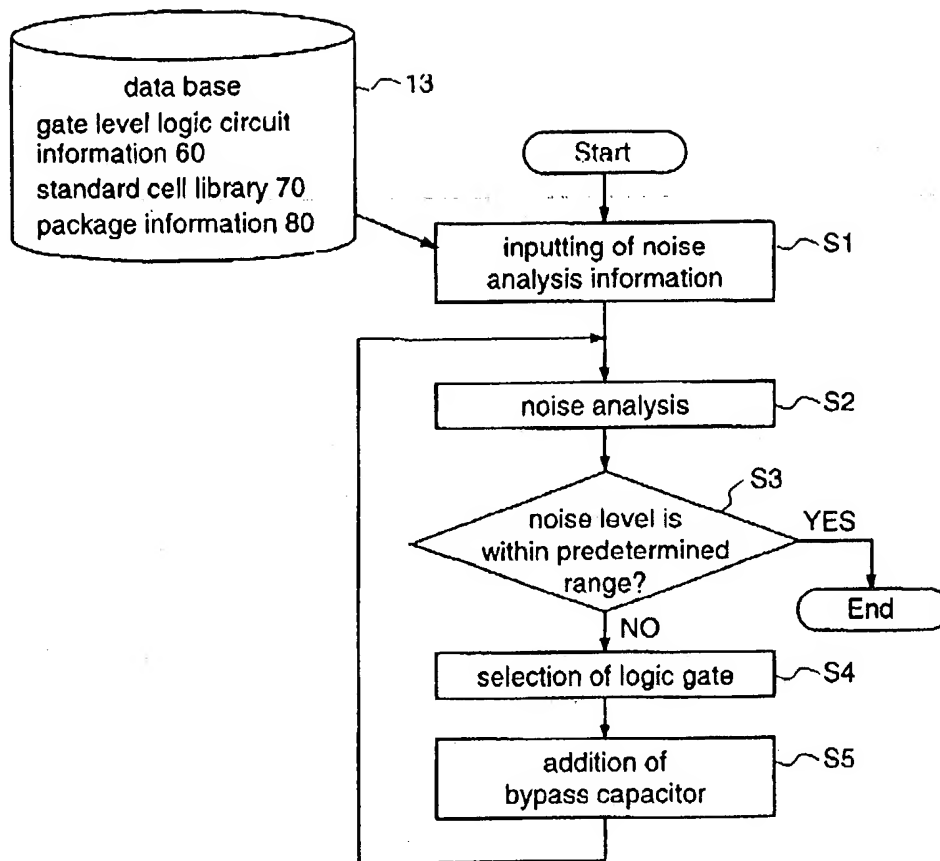 data base
gate level logic circuit
information 60
standard cell library 70
package information 80
13
Start
inputting of noise
analysis information
S1
noise analysis
S2
S3
noise level is
within predetermined
range?
YES
End
NO
selection of logic gate
S4
addition of
bypass capacitor
S5